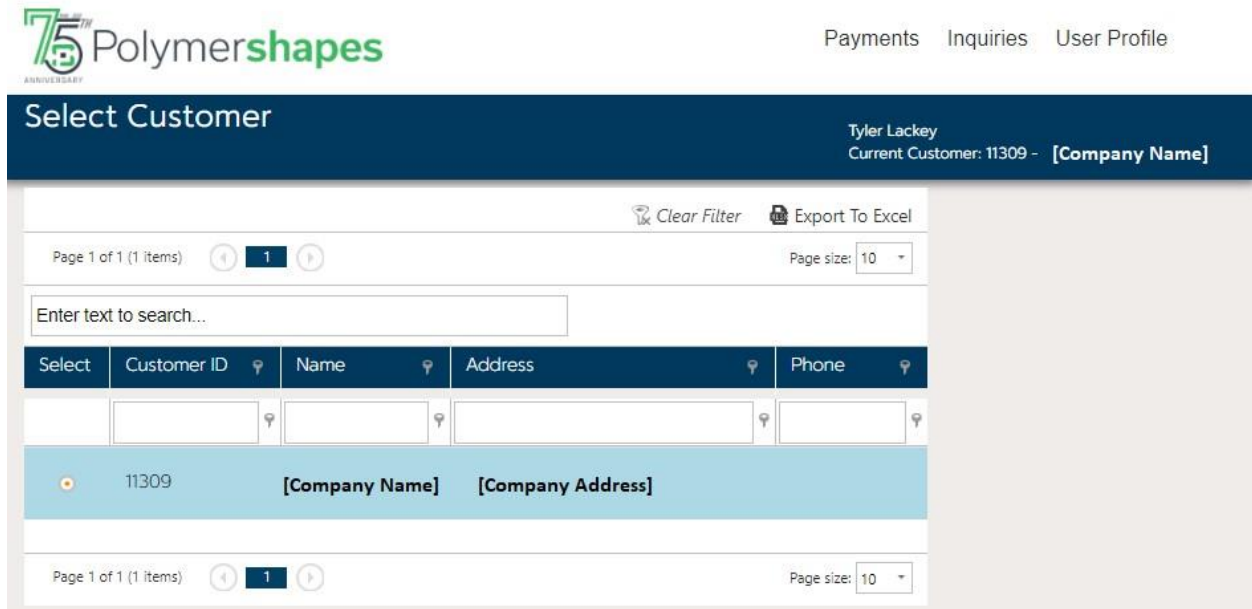 75TH Polymershapes
ANNIVERSARY
Payments Inquiries User Profile
Select Customer
Tyler Lackey
Current Customer: 11309 - [Company Name]
Clear Filter Export To Excel
Page 1 of 1 (1 items) 1 Page size: 10
Enter text to search...
Select Customer ID Name Address Phone
11309 [Company Name] [Company Address]
Page 1 of 1 (1 items) 1 Page size: 10